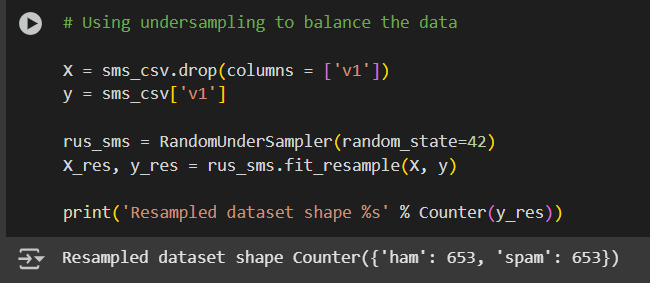 # Using undersampling to balance the data
X = sms_csv.drop(columns = ['v1'])
y = sms_csv['v1']
rus_sms = RandomUnderSampler(random_state=42)
X_res, y_res = rus_sms.fit_resample(X, y)
print('Resampled dataset shape %s' % Counter(y_res))
Resampled dataset shape Counter({'ham': 653, 'spam': 653})